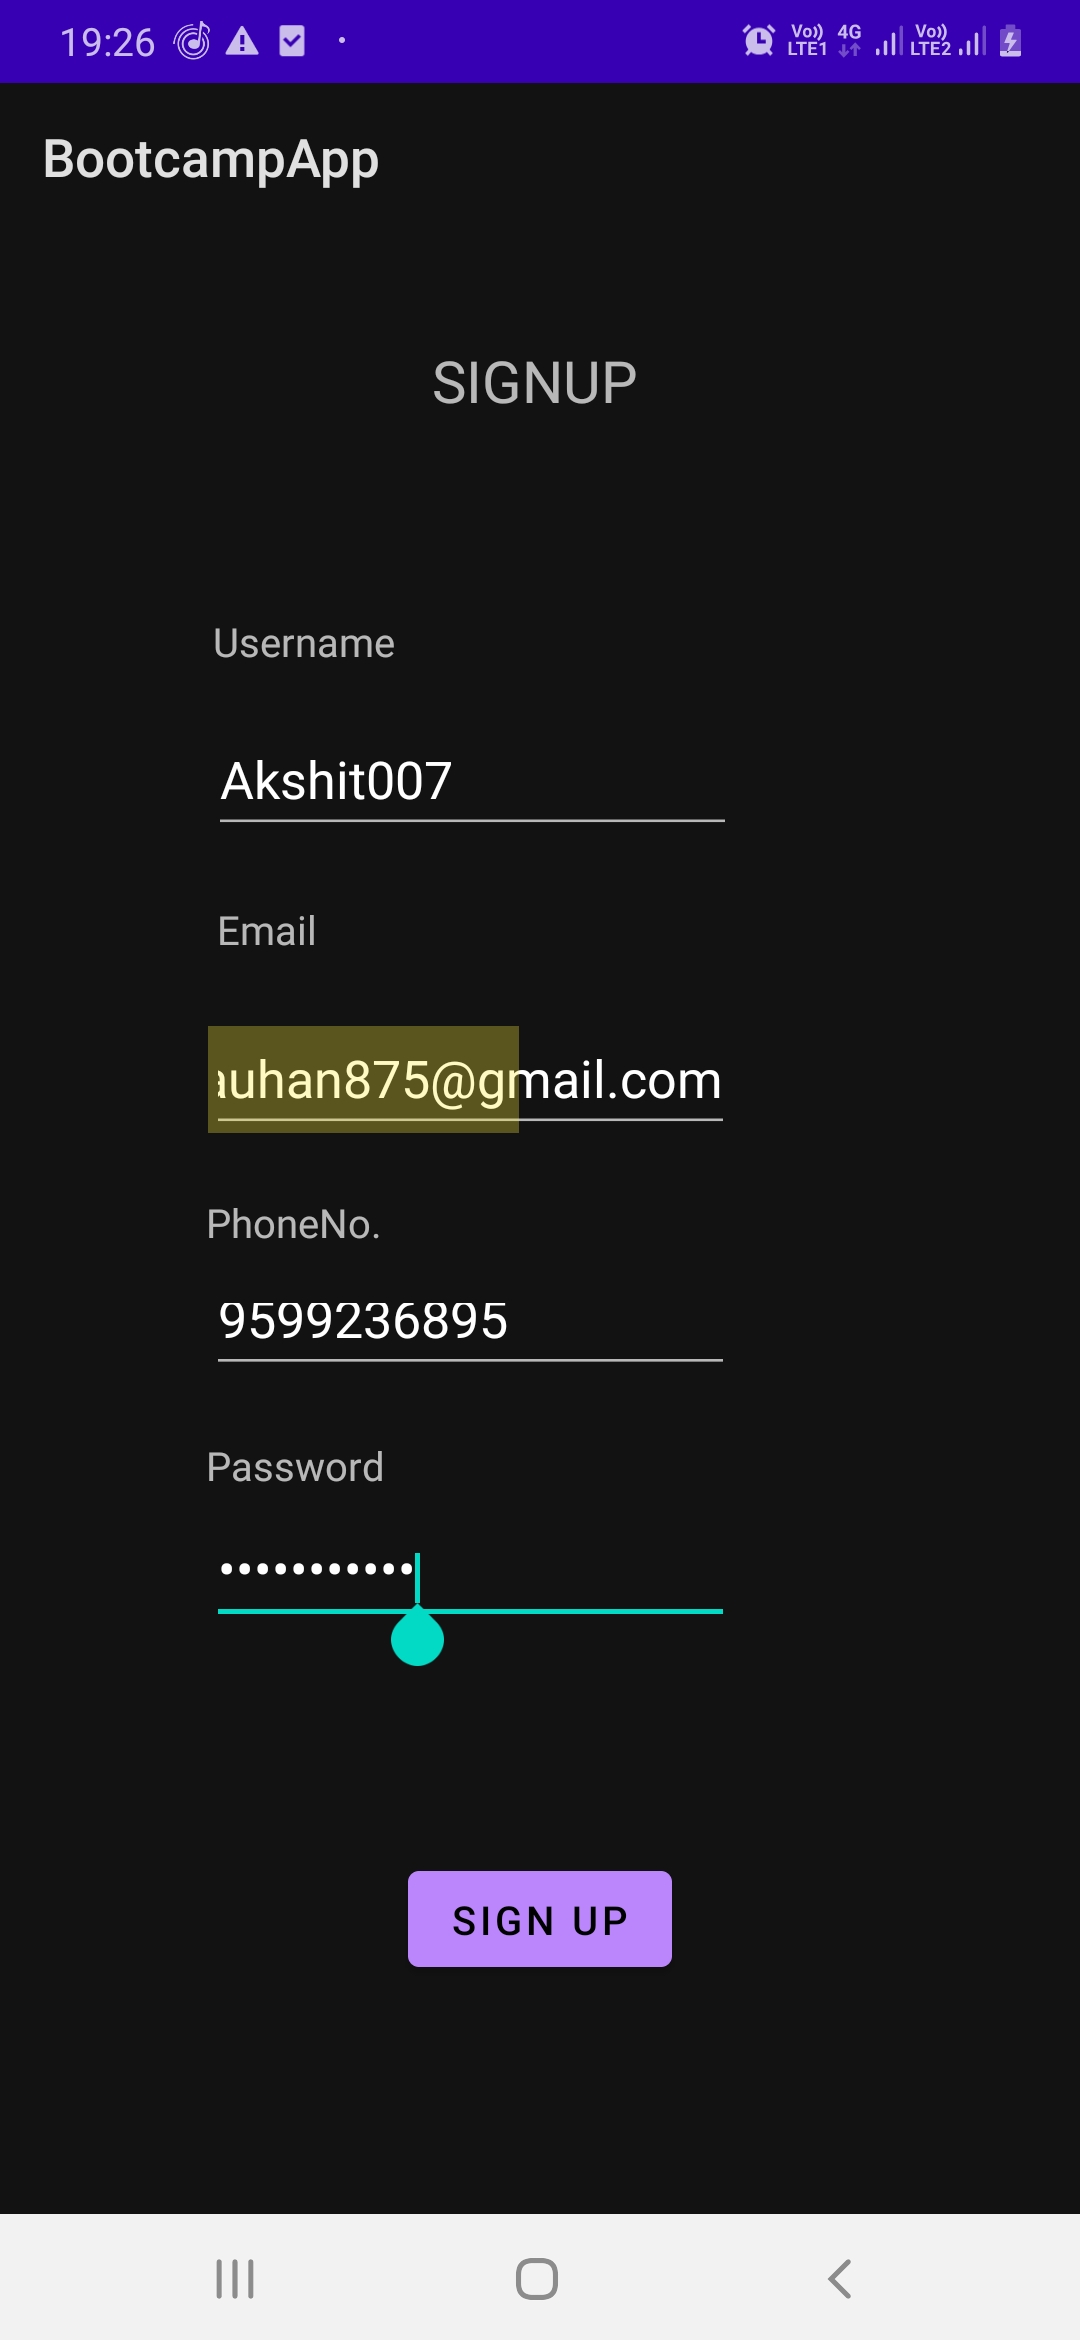 19:26 Vo)) LTE1 4G Vo)) LTE2
BootcampApp
SIGNUP
Username
Akshit007
Email
auhan875@gmail.com
PhoneNo.
9599236895
Password
•••••••••••
SIGN UP